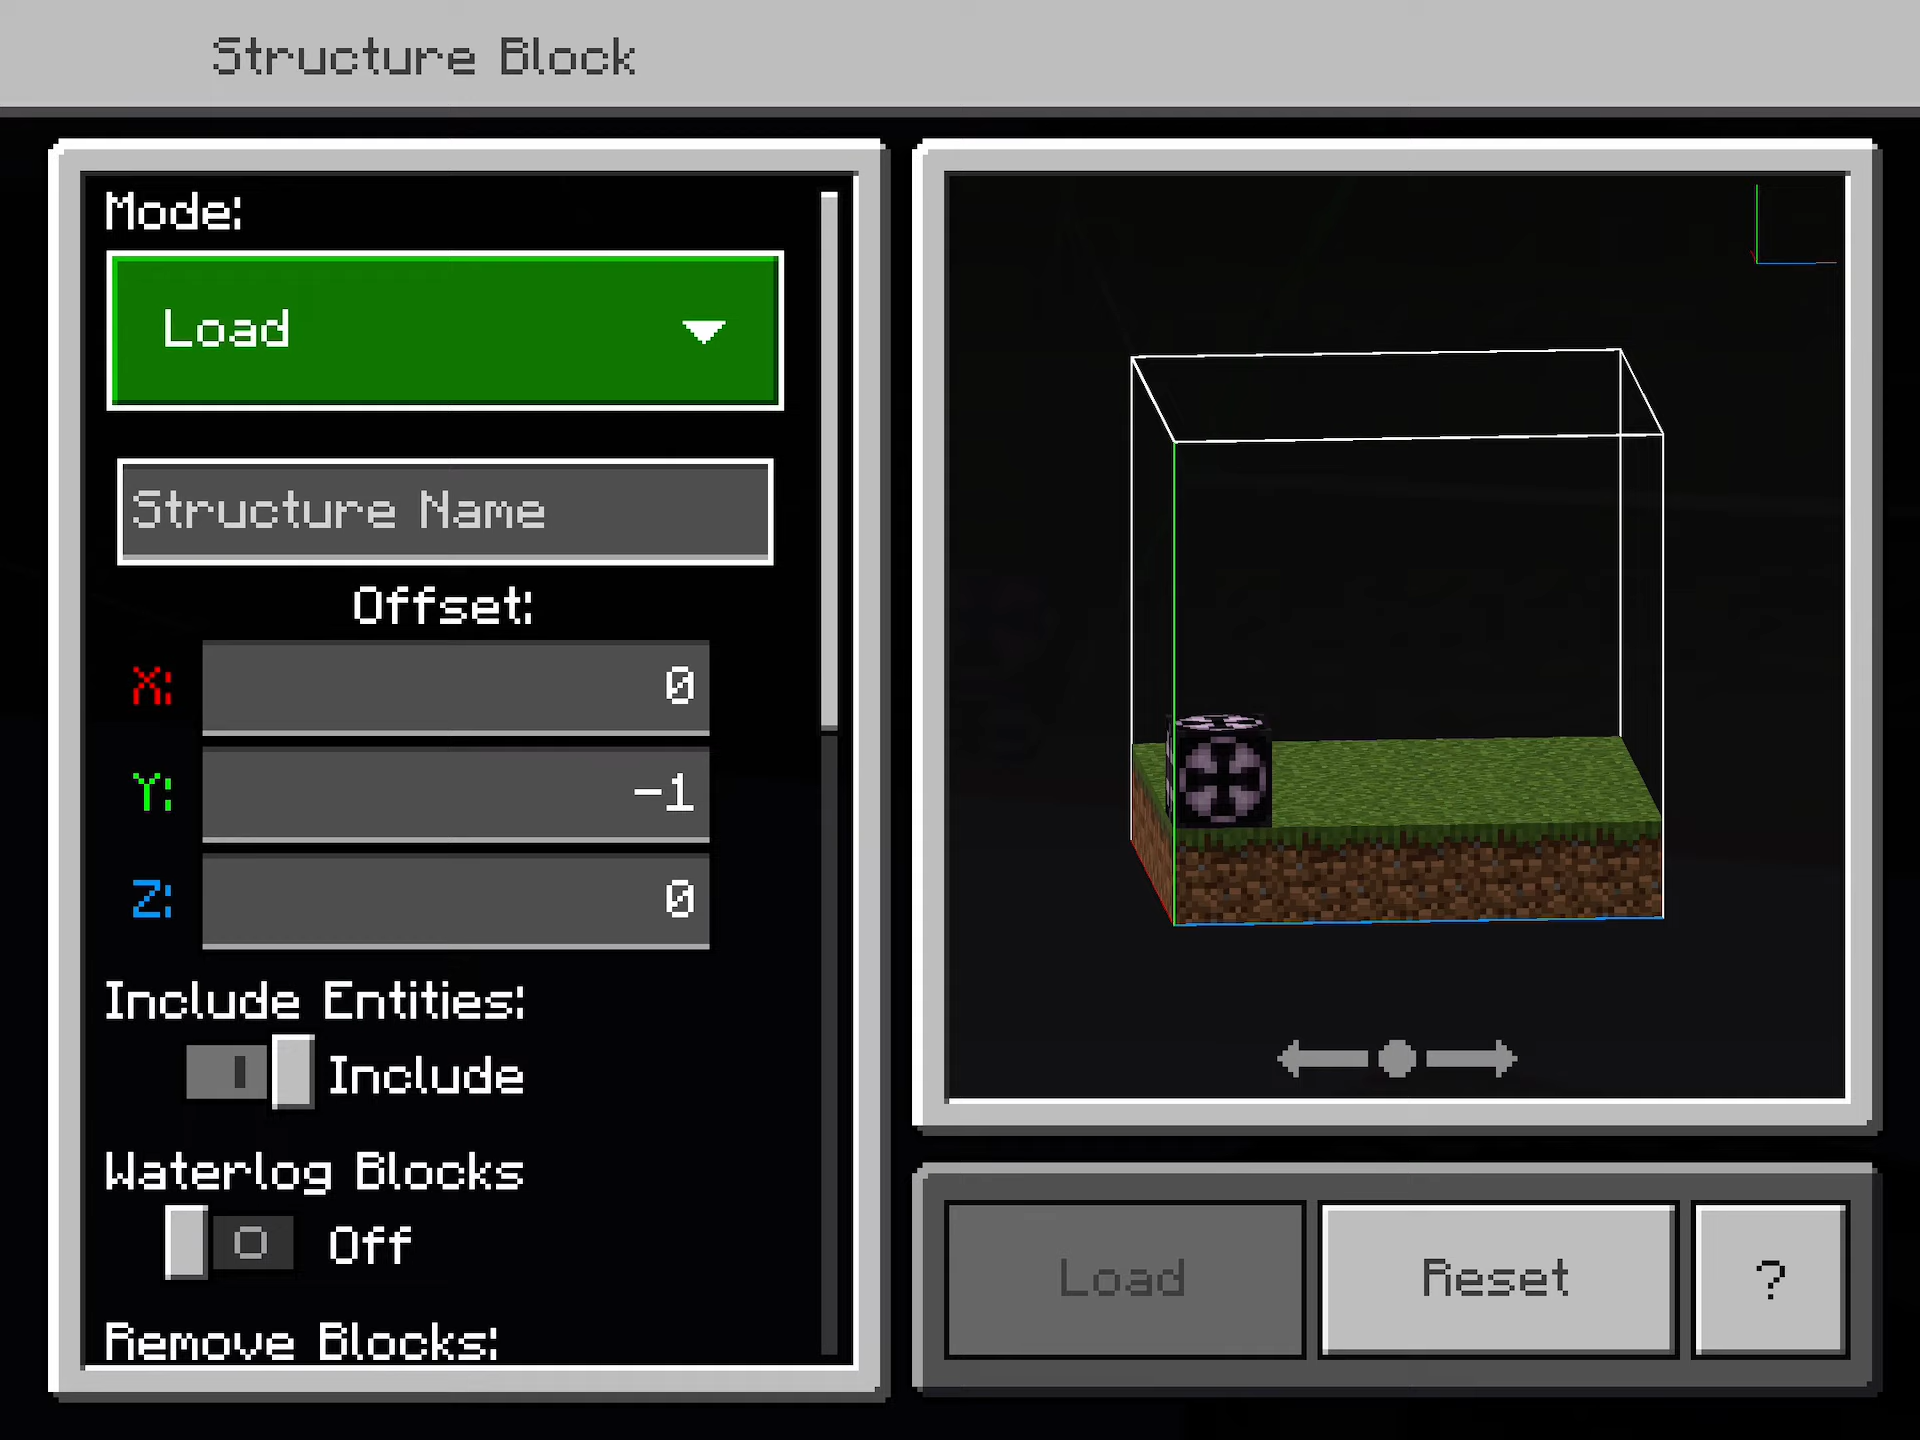 Structure Block
Mode:
Load
Structure Name
Offset:
X: 0
Y: -1
Z: 0
Include Entities:
Include
Waterlog Blocks
Off
Remove Blocks:
Load
Reset
?